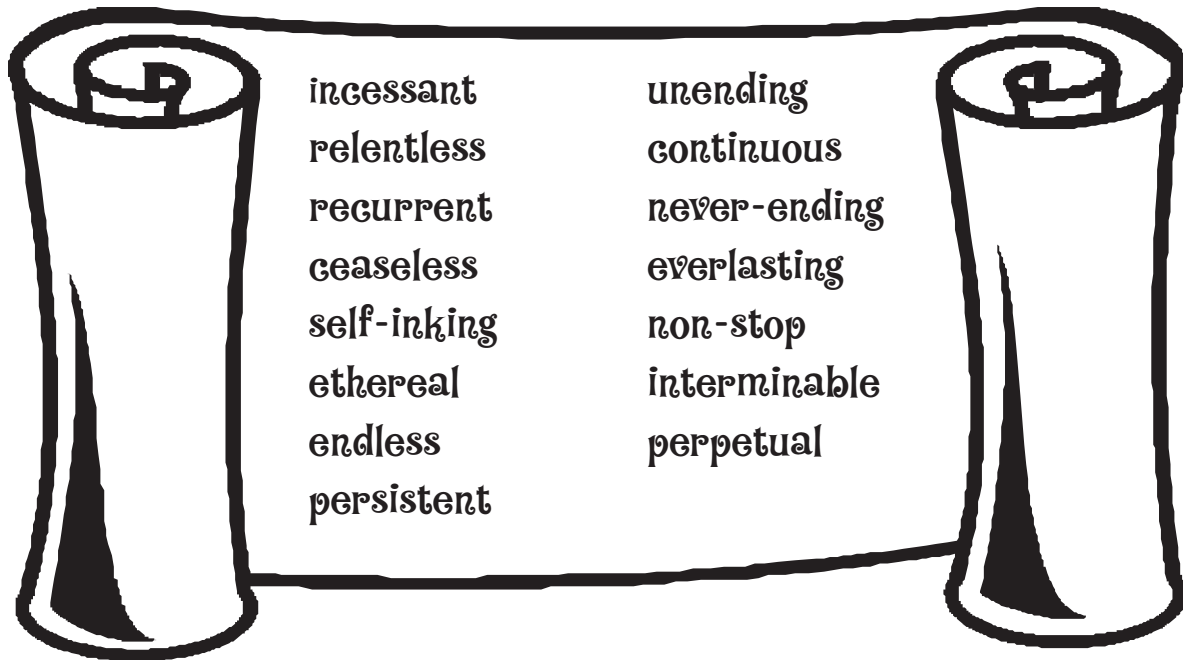 incessant
relentless
recurrent
ceaseless
self-inking
ethereal
endless
persistent
unending
continuous
never-ending
everlasting
non-stop
interminable
perpetual